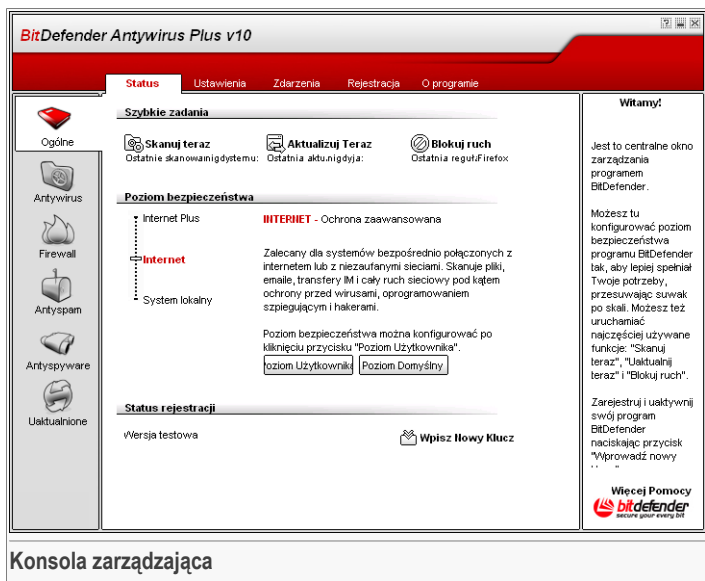 BitDefender Antywirus Plus v10
Status Ustawienia Zdarzenia Rejestracja O programie
Ogólne
Antywirus
Firewall
Antyspam
Antyspyware
Uaktualnione
Szybkie zadania
Skanuj teraz Aktualizuj Teraz Blokuj ruch
Ostatnie skanowanigdystemu: Ostatnia aktu.nigdyja: Ostatnia reguł:Firefox
Poziom bezpieczeństwa
Internet Plus
Internet
System lokalny
INTERNET - Ochrona zaawansowana
Zalecany dla systemów bezpośrednio połączonych z
internetem lub z niezaufanymi sieciami. Skanuje pliki,
emaile, transfery IM i cały ruch sieciowy pod kątem
ochrony przed wirusami, oprogramowaniem
szpiegującym i hakerami.
Poziom bezpieczeństwa można konfigurować po
kliknięciu przycisku "Poziom Użytkownika".
oziom Użytkownik Poziom Domyślny
Status rejestracji
Wersja testowa Wpisz Nowy Klucz
Witamy!
Jest to centralne okno
zarządzania
programem
BitDefender.
Możesz tu
konfigurować poziom
bezpieczeństwa
programu BitDefender
tak, aby lepiej spełniał
Twoje potrzeby,
przesuwając suwak
po skali. Możesz też
uruchamiać
najczęściej używane
funkcje: "Skanuj
teraz", "Uaktualnij
teraz" i "Blokuj ruch".
Zarejestruj i uaktywnij
swój program
BitDefender
naciskając przycisk
"Wprowadź nowy
Więcej Pomocy
bitdefender
secure your every bit
Konsola zarządzająca